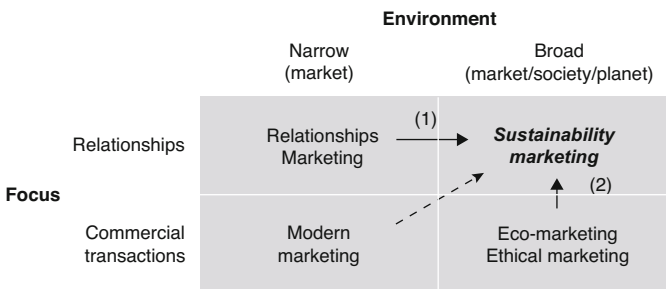 Environment
Narrow
(market)
Broad
(market/society/planet)
Relationships
Relationships
Marketing
(1)
Sustainability
marketing
(2)
Focus
Commercial
transactions
Modern
marketing
Eco-marketing
Ethical marketing